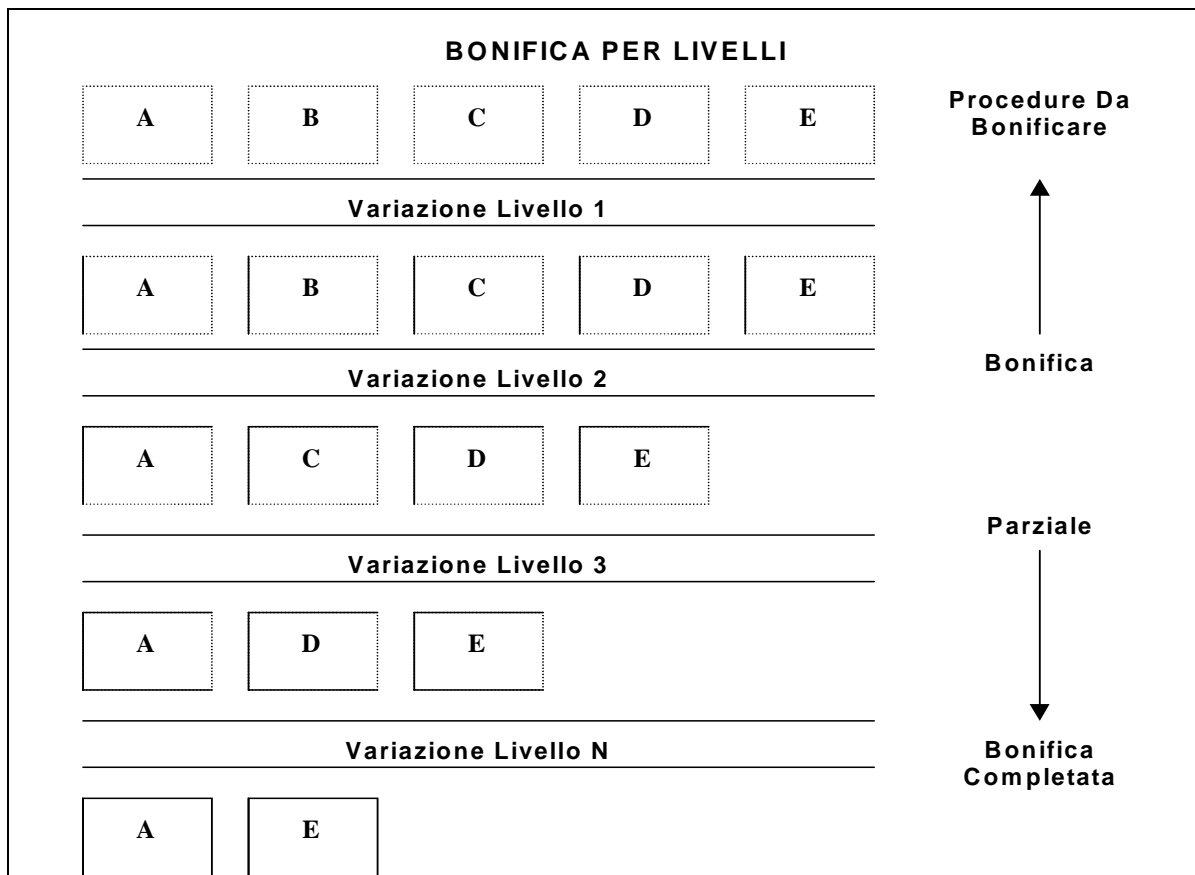 BONIFICA PER LIVELLI
A B C D E
Procedure Da
Bonificare
Variazione Livello 1
A B C D E
Bonifica
Variazione Livello 2
A C D E
Parziale
Variazione Livello 3
A D E
Variazione Livello N
Bonifica
Completata
A E